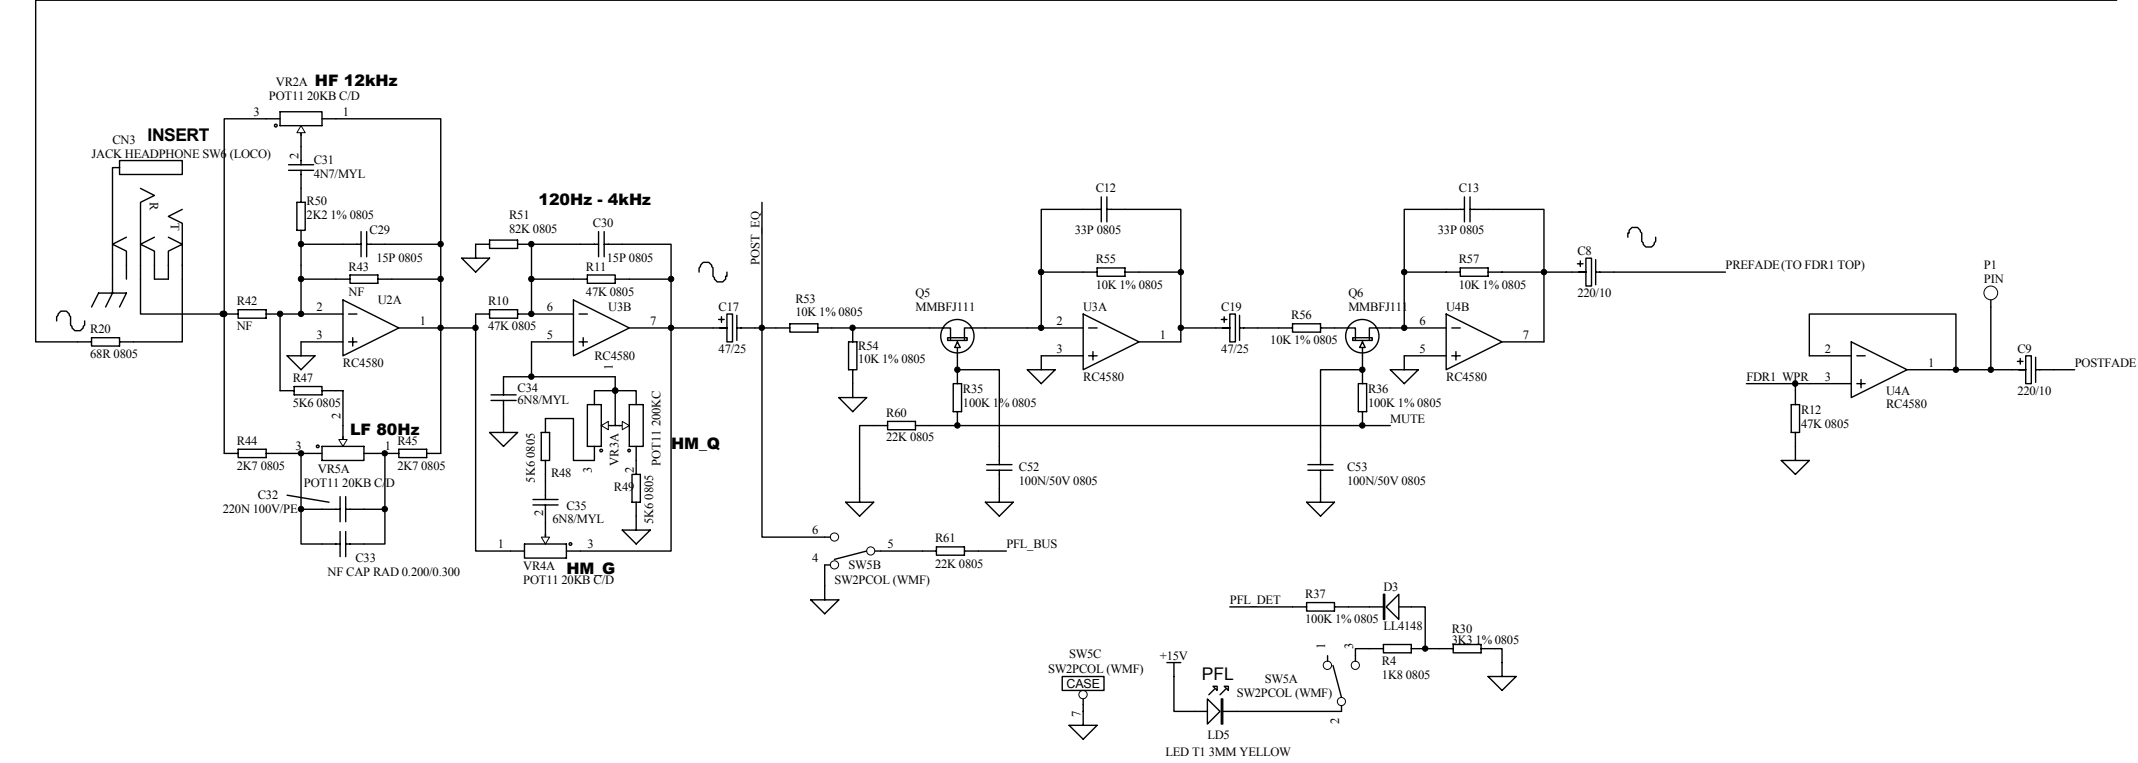 VR2A HF 12kHz
POT11 20KB C/D
3
1
INSERT
CN3
JACK HEADPHONE SW6 (LOCO)
R
T
2
C31
4N7/MYL
R50
2K2 1% 0805
C29
15P 0805
R43
NF
R42
NF
R20
68R 0805
U2A
2
3
1
RC4580
R47
5K6 0805
2
LF 80Hz
R44
2K7 0805
3
1
R45
2K7 0805
VR5A
POT11 20KB C/D
C32
220N 100V/PE
C33
NF CAP RAD 0.200/0.300
120Hz - 4kHz
R51
82K 0805
C30
15P 0805
R11
47K 0805
R10
47K 0805
U3B
6
5
7
RC4580
C34
6N8/MYL
1
VR3A
3
2
POT11 200KC
HM_Q
R48
5K6 0805
R49
5K6 0805
C35
6N8/MYL
2
1
3
VR4A
HM_G
POT11 20KB C/D
C17
47/25
POST_EQ
R53
10K 1% 0805
R54
10K 1% 0805
Q5
MMBFJ111
R35
100K 1% 0805
R60
22K 0805
C52
100N/50V 0805
6
4
5
SW5B
SW2PCOL (WMF)
R61
22K 0805
PFL_BUS
C12
33P 0805
R55
10K 1% 0805
U3A
2
3
1
RC4580
C19
47/25
R56
10K 1% 0805
Q6
MMBFJ111
R36
100K 1% 0805
MUTE
C53
100N/50V 0805
C13
33P 0805
R57
10K 1% 0805
U4B
6
5
7
RC4580
C8
220/10
PREFADE (TO FDR1 TOP)
P1
PIN
FDR1_WPR
R12
47K 0805
2
3
1
U4A
RC4580
C9
220/10
POSTFADE
PFL_DET
R37
100K 1% 0805
D3
LL4148
R30
3K3 1% 0805
R4
1K8 0805
1
3
2
SW5A
SW2PCOL (WMF)
SW5C
SW2PCOL (WMF)
CASE
7
+15V
PFL
LD5
LED T1 3MM YELLOW